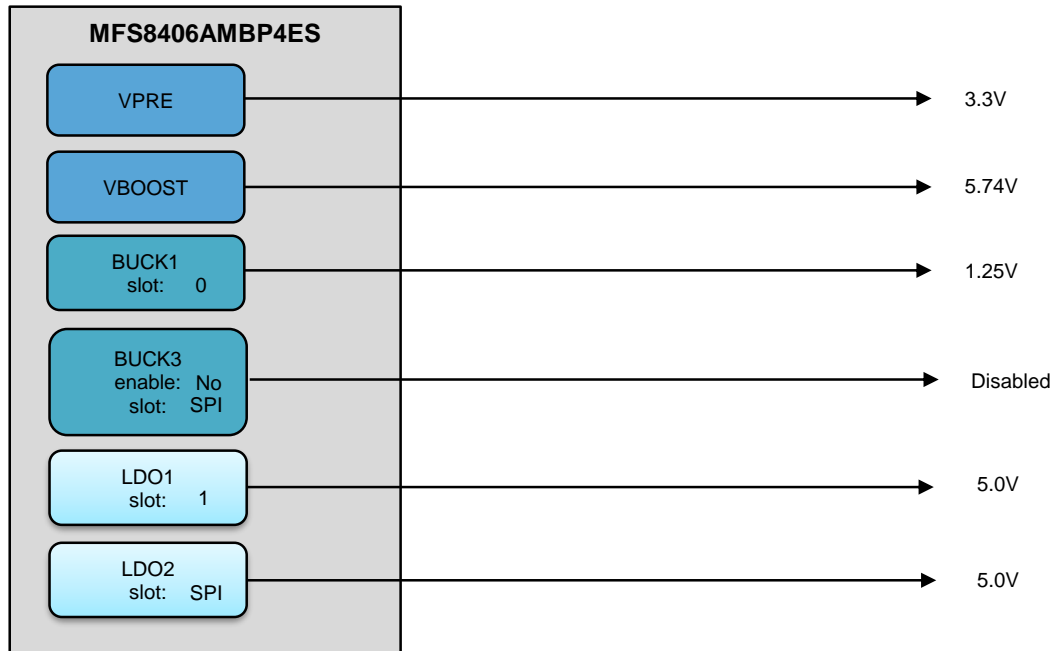 MFS8406AMBP4ES
VPRE
3.3V
VBOOST
5.74V
BUCK1
slot: 0
1.25V
BUCK3
enable: No
slot: SPI
Disabled
LDO1
slot: 1
5.0V
LDO2
slot: SPI
5.0V